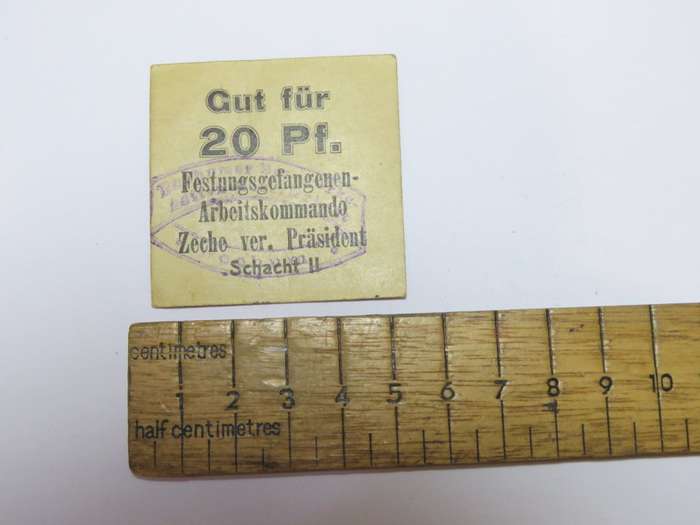 Gut für
20 Pf.
Festungsgefangenen-
Arbeitskommando
Zeche ver. Präsident
Schacht II
centimetres
1 2 3 4 5 6 7 8 9 10
half centimetres